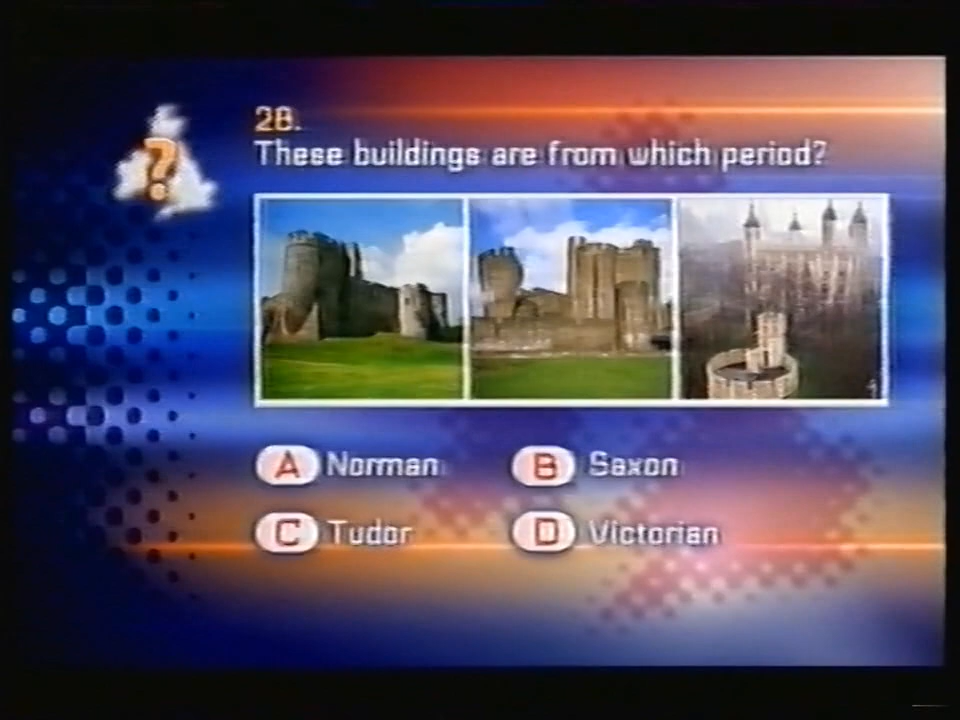 ?
28.
These buildings are from which period?
A Norman
B Saxon
C Tudor
D Victorian